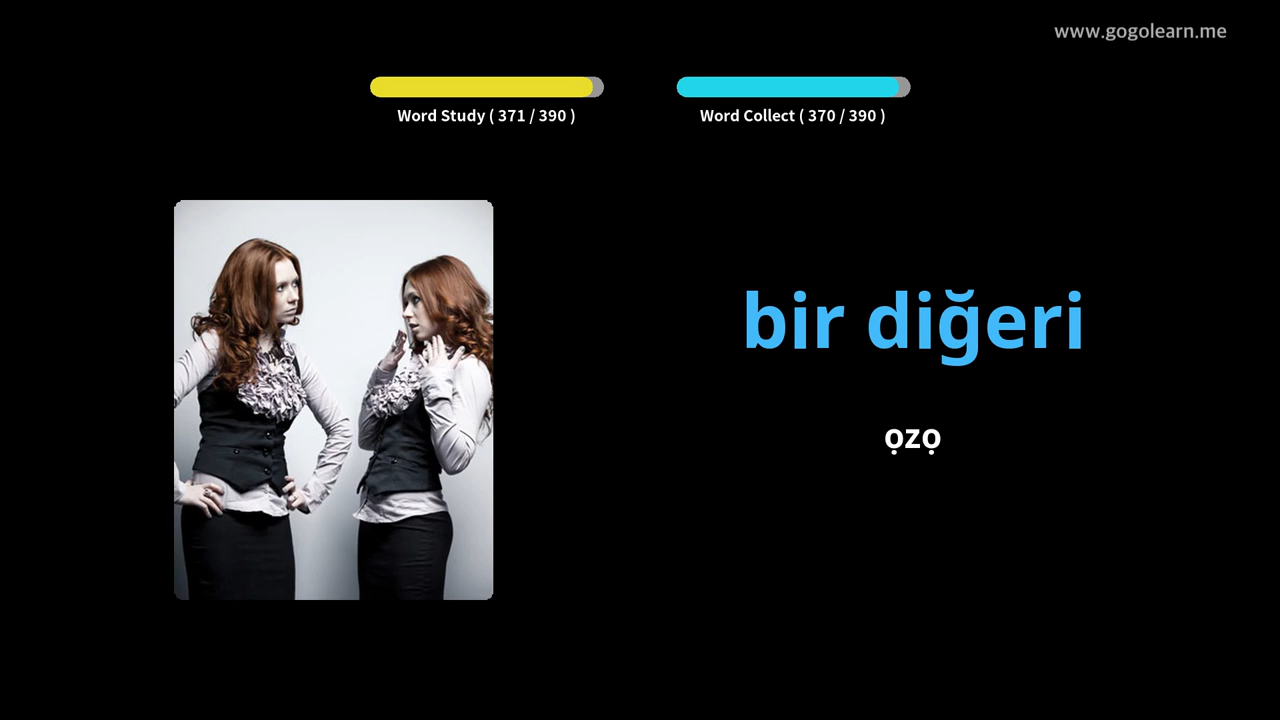 www.gogolearn.me
Word Study ( 371 / 390 )
Word Collect ( 370 / 390 )
bir diğeri
ọzọ